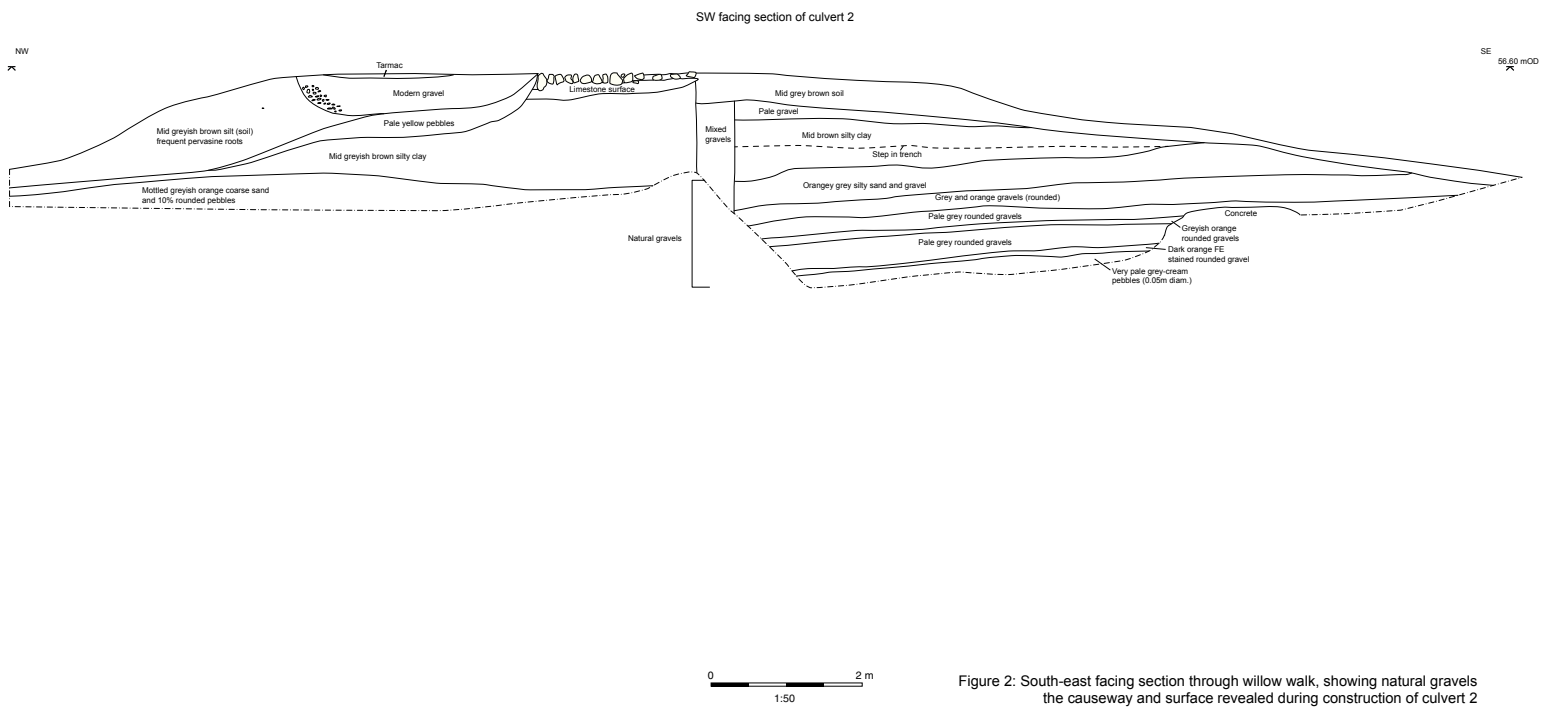 SW facing section of culvert 2
NW
SE
56.60 mOD
Tarmac
Modern gravel
Limestone surface
Mid grey brown soil
Pale gravel
Pale yellow pebbles
Mid greyish brown silt (soil)
frequent pervasine roots
Mixed
gravels
Mid brown silty clay
Step in trench
Mid greyish brown silty clay
Mottled greyish orange coarse sand
and 10% rounded pebbles
Orangey grey silty sand and gravel
Grey and orange gravels (rounded)
Pale grey rounded gravels
Concrete
Greyish orange
rounded gravels
Natural gravels
Pale grey rounded gravels
Dark orange FE
stained rounded gravel
Very pale grey-cream
pebbles (0.05m diam.)
0
2 m
1:50
Figure 2: South-east facing section through willow walk, showing natural gravels
the causeway and surface revealed during construction of culvert 2